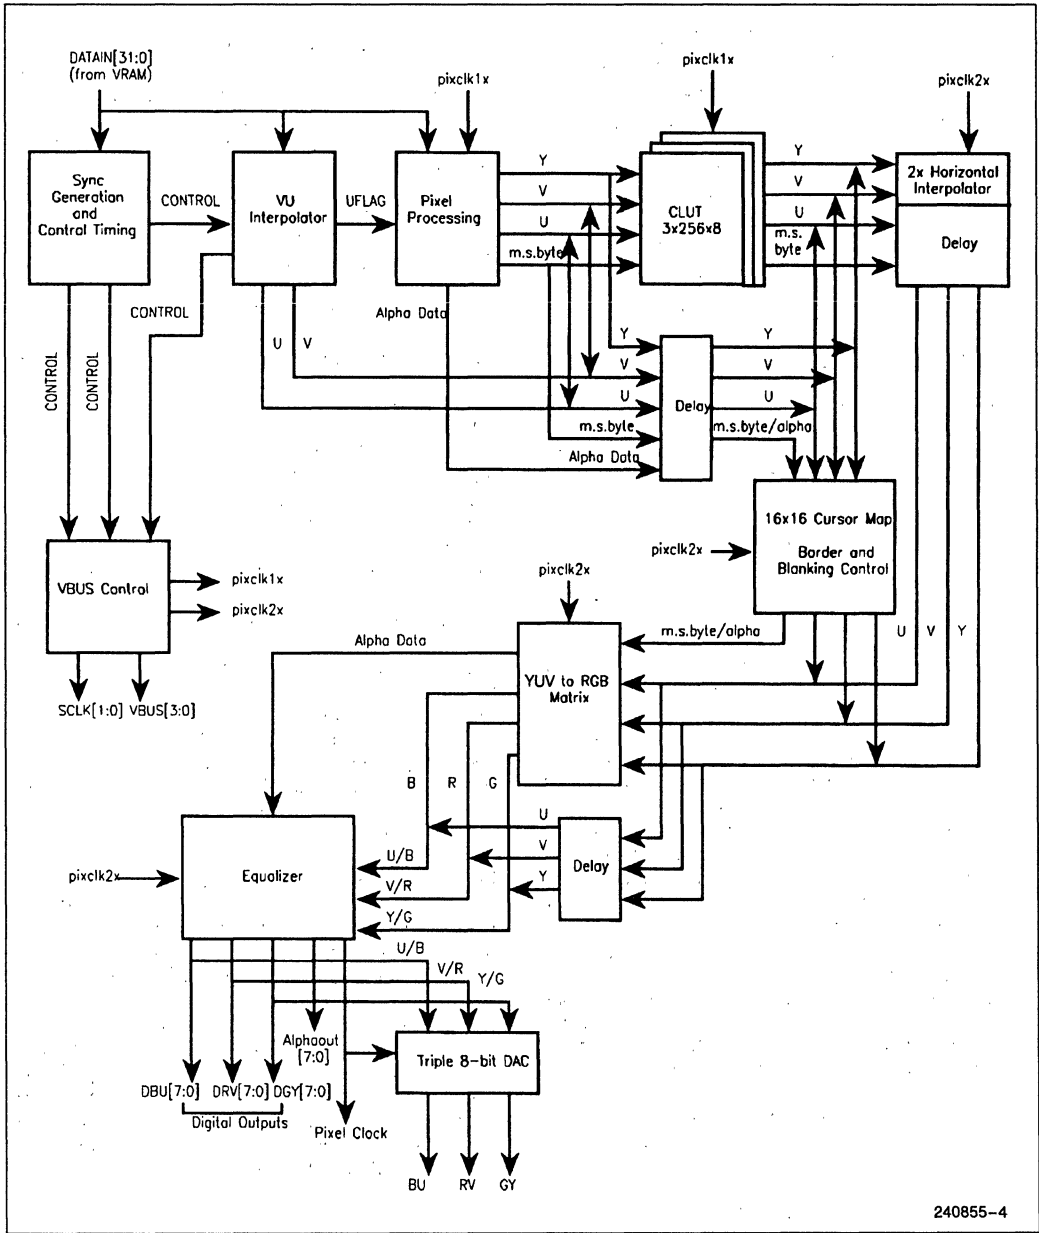 DATAIN[31:0]
(from VRAM)
pixclk1x
pixclk1x
pixclk2x
Sync
Generation
and
Control Timing
CONTROL
VU
Interpolator
UFLAG
Pixel
Processing
Y
V
U
m.s.byte
CLUT
3x256x8
Y
V
U
m.s.
byte
2x Horizontal
Interpolator
Delay
CONTROL
CONTROL
CONTROL
U
V
Alpha Data
Y
V
U
m.s.byte
Alpha Data
Delay
Y
V
U
m.s.byte/alpha
16x16 Cursor Map
Border and
Blanking Control
pixclk2x
VBUS Control
pixclk1x
pixclk2x
SCLK[1:0]
VBUS[3:0]
pixclk2x
Alpha Data
YUV to RGB
Matrix
m.s.byte/alpha
U
V
Y
B
R
G
U
V
Y
Delay
pixclk2x
Equalizer
U/B
V/R
Y/G
U/B
V/R
Y/G
Alphaout
[7:0]
Triple 8-bit DAC
DBU[7:0]
DRV[7:0]
DGY[7:0]
Digital Outputs
Pixel Clock
BU
RV
GY
240855-4